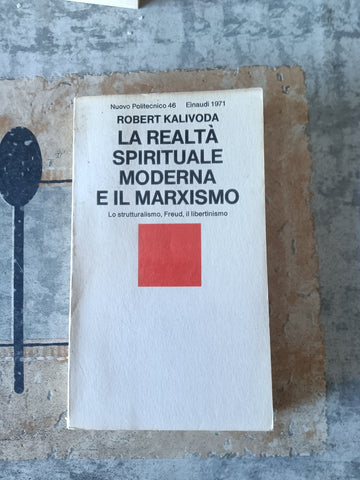 Nuovo Politecnico 46 Einaudi 1971
ROBERT KALIVODA
LA REALTÀ
SPIRITUALE
MODERNA
E IL MARXISMO
Lo strutturalismo, Freud, il libertinismo